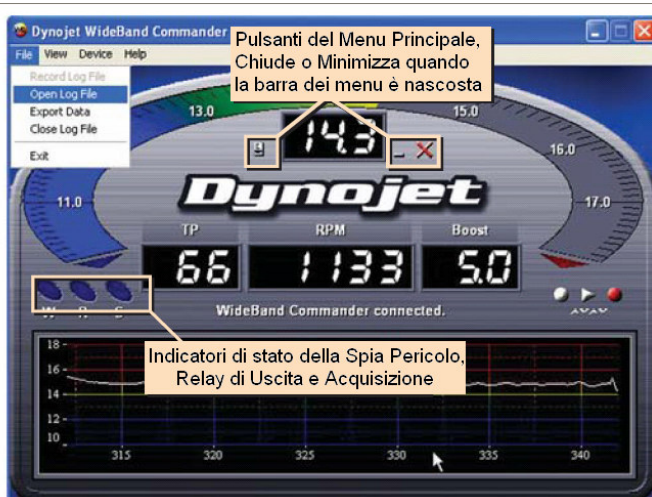 Dynojet WideBand Commander
File View Device Help
Record Log File
Open Log File
Export Data
Close Log File
Exit
Pulsanti del Menu Principale,
Chiude o Minimizza quando
la barra dei menu è nascosta
11.0
13.0
14.3
15.0
16.0
17.0
Dynojet
TP RPM Boost
66 1133 5.0
WideBand Commander connected.
Indicatori di stato della Spia Pericolo,
Relay di Uscita e Acquisizione
18
16
14
12
10
315 320 325 330 335 340